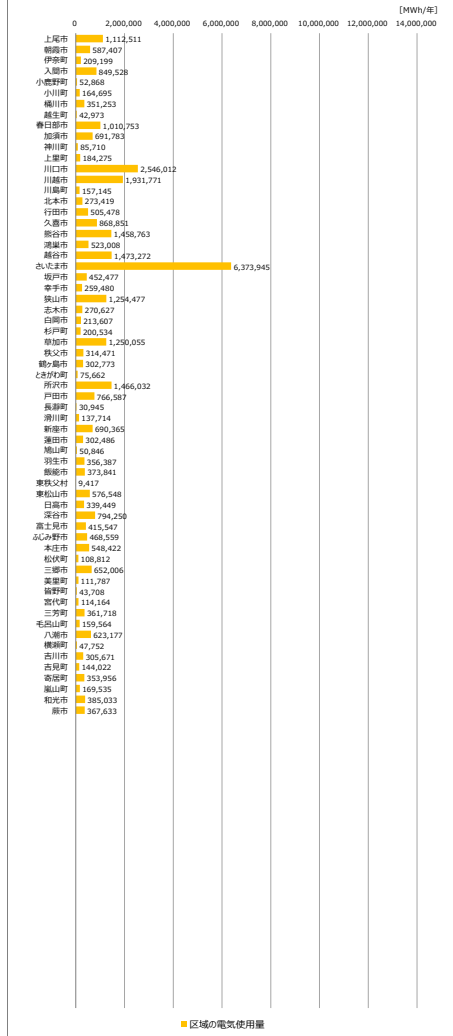 [MWh/年]
0 2,000,000 4,000,000 6,000,000 8,000,000 10,000,000 12,000,000 14,000,000
上尾市 1,112,511
朝霞市 587,407
伊奈町 209,199
入間市 849,528
小鹿野町 52,868
小川町 164,695
桶川市 351,253
越生町 42,973
春日部市 1,010,753
加須市 691,783
神川町 85,710
上里町 184,275
川口市 2,546,012
川越市 1,931,771
川島町 157,145
北本市 273,419
行田市 505,478
久喜市 868,851
熊谷市 1,458,763
鴻巣市 523,008
越谷市 1,473,272
さいたま市 6,373,945
坂戸市 452,477
幸手市 259,480
狭山市 1,254,477
志木市 270,627
白岡市 213,607
杉戸町 200,534
草加市 1,250,055
秩父市 314,471
鶴ヶ島市 302,773
ときがわ町 75,662
所沢市 1,466,032
戸田市 766,587
長瀞町 30,945
滑川町 137,714
新座市 690,365
蓮田市 302,486
鳩山町 50,846
羽生市 356,387
飯能市 373,841
東秩父村 9,417
東松山市 576,548
日高市 339,449
深谷市 794,250
富士見市 415,547
ふじみ野市 468,559
本庄市 548,422
松伏町 108,812
三郷市 652,006
美里町 111,787
皆野町 43,708
宮代町 114,164
三芳町 361,718
毛呂山町 159,564
八潮市 623,177
横瀬町 47,752
吉川市 305,671
吉見町 144,022
寄居町 353,956
嵐山町 169,535
和光市 385,033
蕨市 367,633
区域の電気使用量